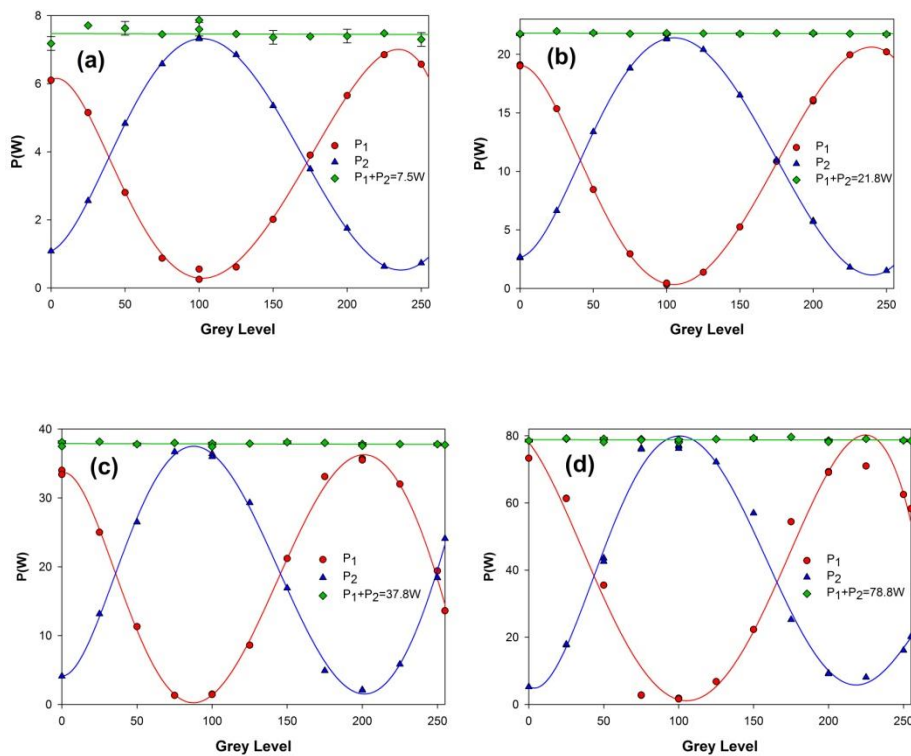 (a)
P(W)
8
6
4
2
0
0 50 100 150 200 250
Grey Level
P1
P2
P1+P2=7.5W
(b)
P(W)
20
15
10
5
0
0 50 100 150 200 250
Grey Level
P1
P2
P1+P2=21.8W
(c)
P(W)
40
30
20
10
0
0 50 100 150 200 250
Grey Level
P1
P2
P1+P2=37.8W
(d)
P(W)
80
60
40
20
0
0 50 100 150 200 250
Grey Level
P1
P2
P1+P2=78.8W